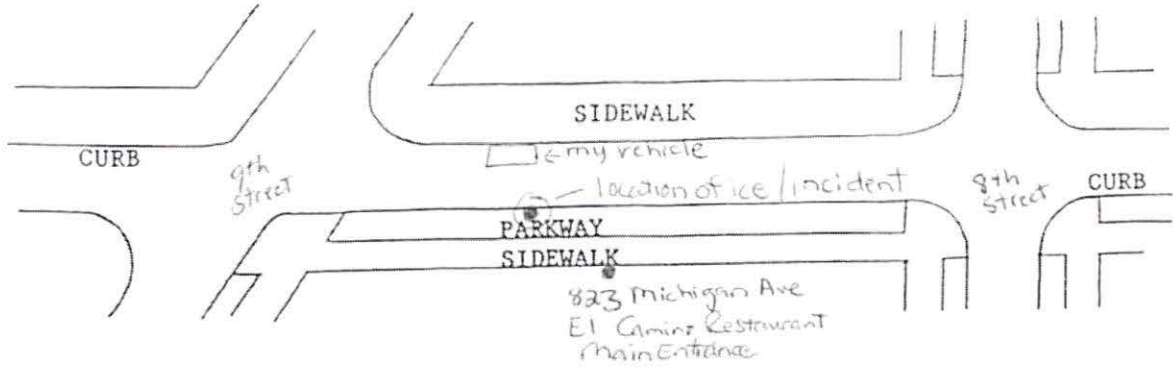 SIDEWALK
CURB
← my vehicle
9th
Street
location of ice/incident
8th
Street
CURB
PARKWAY
SIDEWALK
823 Michigan Ave
El Camino Restaurant
Main Entrance